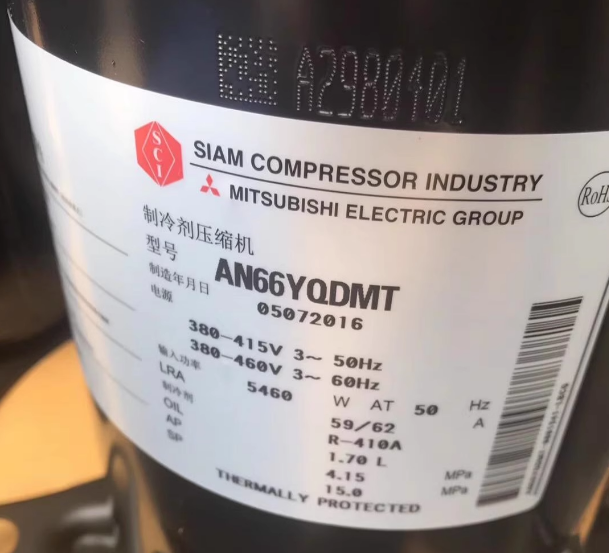 A2980401
SCI
SIAM COMPRESSOR INDUSTRY
MITSUBISHI ELECTRIC GROUP
RoHS
制冷剂压缩机
型号 AN66YQDMT
制造年月日 05072016
电源 380-415V 3~ 50Hz
380-460V 3~ 60Hz
输入功率 5460 W AT 50 Hz
LRA 59/62 A
制冷剂 R-410A
OIL 1.70 L
AP 4.15 MPa
SP 15.0 MPa
THERMALLY PROTECTED